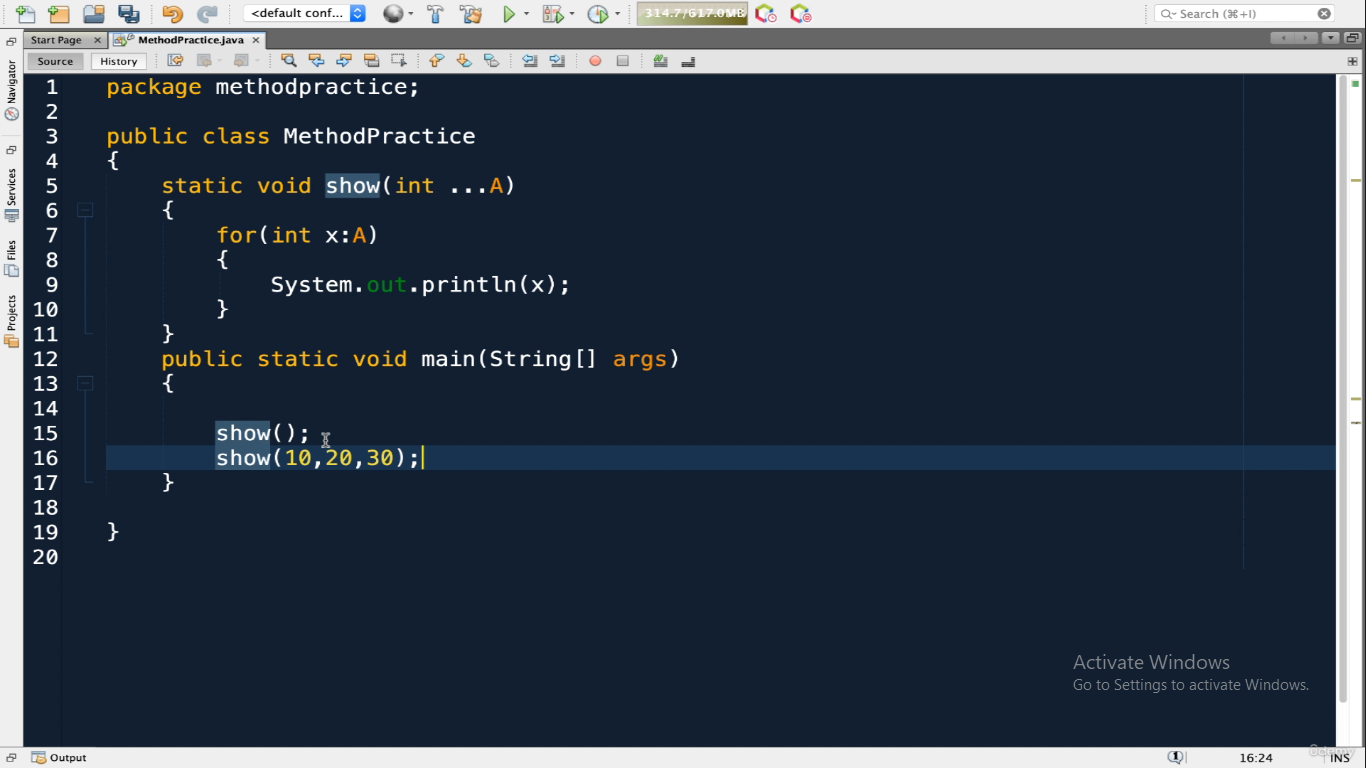 <default conf...
314.7/617.0MB
Search (⌘+I)
Start Page
MethodPractice.java
Source
History
Navigator
Services
Files
Projects
1 package methodpractice;
2
3 public class MethodPractice
4 {
5 static void show(int ...A)
6 {
7 for(int x:A)
8 {
9 System.out.println(x);
10 }
11 }
12 public static void main(String[] args)
13 {
14
15 show();
16 show(10,20,30);
17 }
18
19 }
20
Activate Windows
Go to Settings to activate Windows.
Output
1
16:24
INS
Udemy